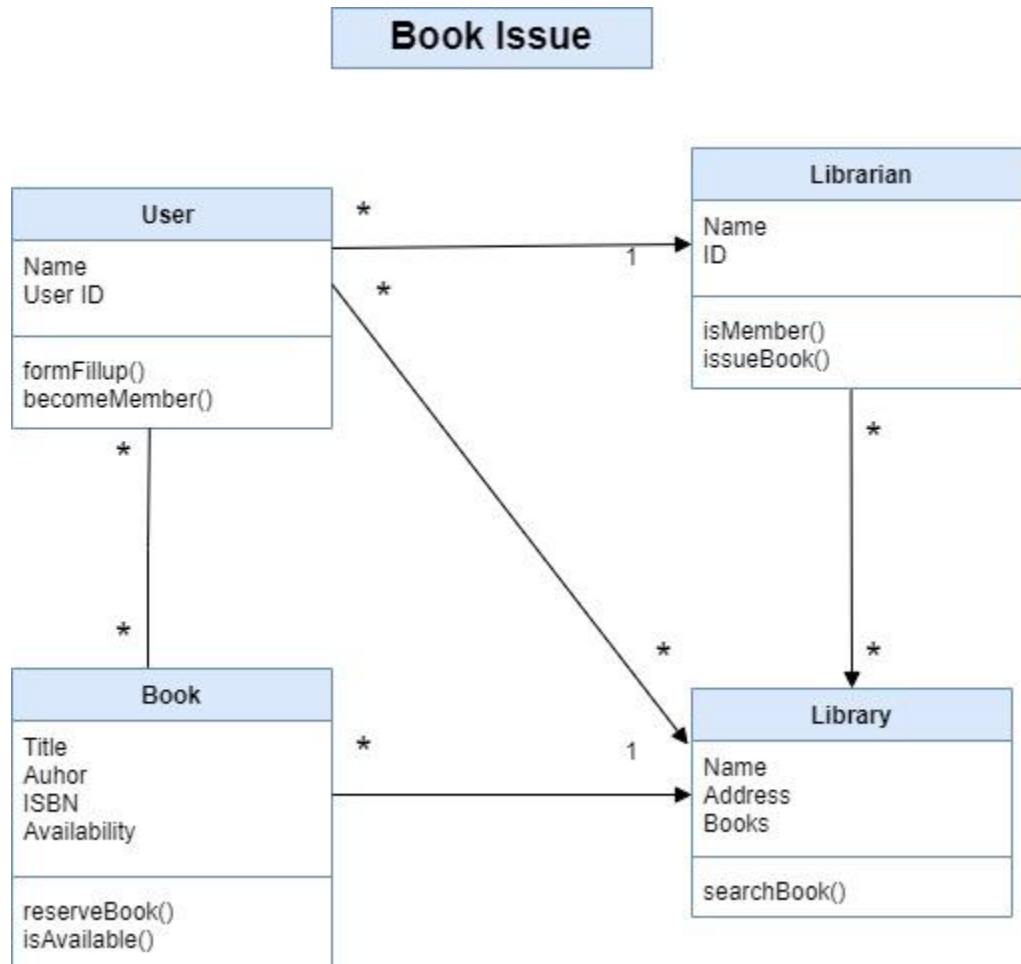 Book Issue
User
Name
User ID
formFillup()
becomeMember()
*
1
*
Librarian
Name
ID
isMember()
issueBook()
*
*
*
*
*
Book
Title
Auhor
ISBN
Availability
reserveBook()
isAvailable()
*
1
Library
Name
Address
Books
searchBook()